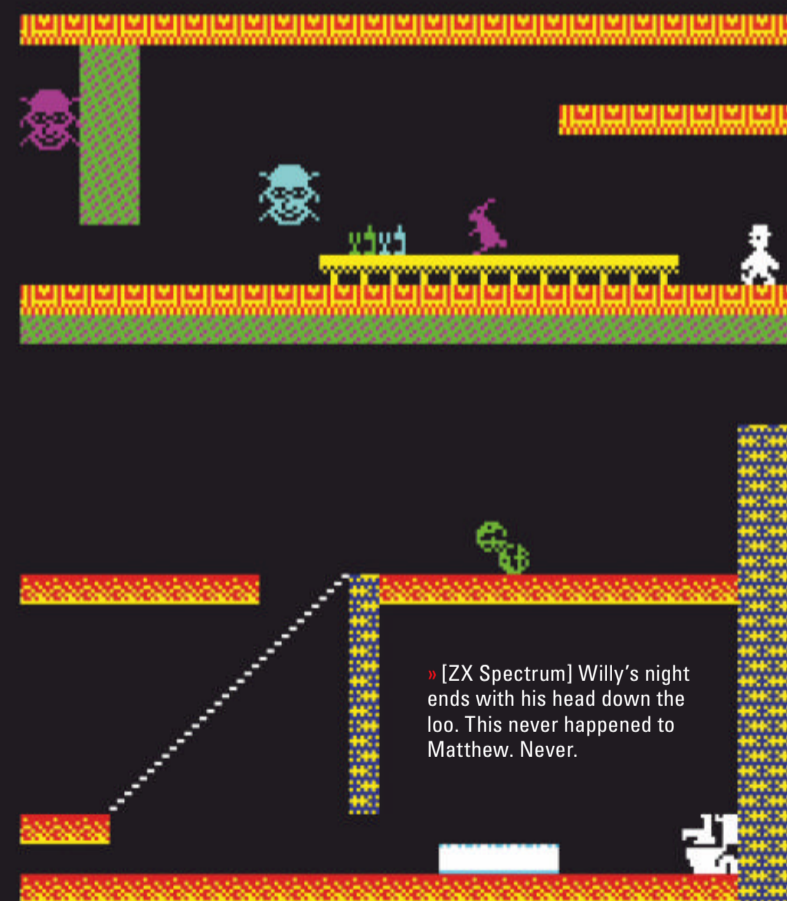 » [ZX Spectrum] Willy’s night
ends with his head down the
loo. This never happened to
Matthew. Never.